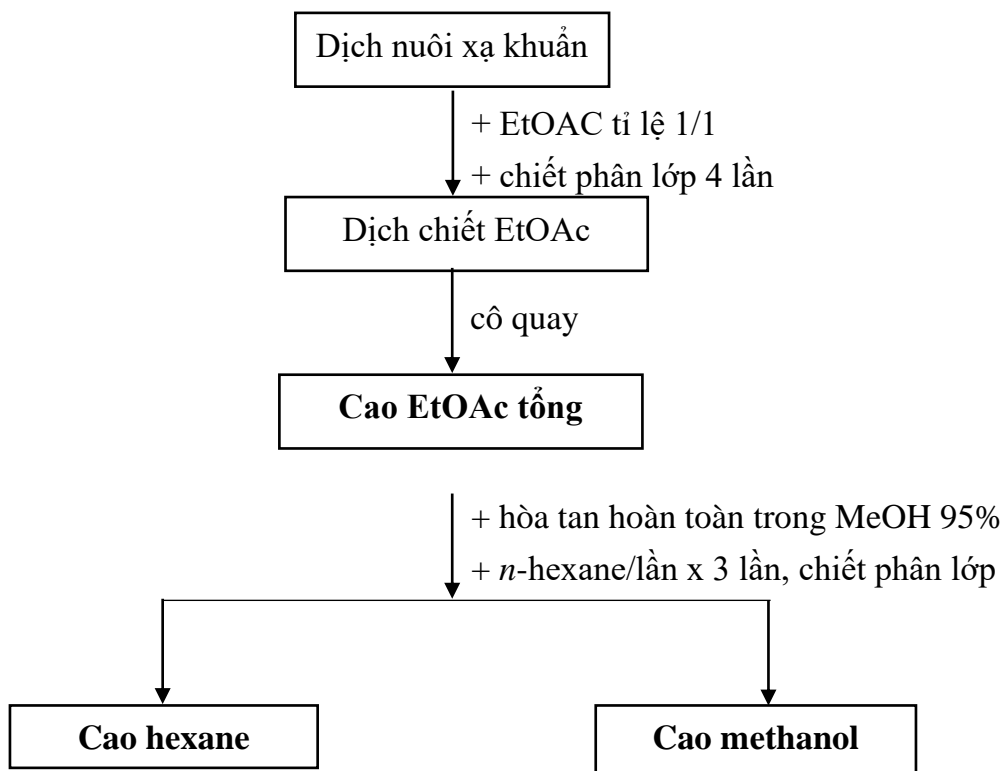 Dịch nuôi xạ khuẩn
+ EtOAC tỉ lệ 1/1
+ chiết phân lớp 4 lần
Dịch chiết EtOAc
cô quay
Cao EtOAc tổng
+ hòa tan hoàn toàn trong MeOH 95%
+ n-hexane/lần x 3 lần, chiết phân lớp
Cao hexane
Cao methanol